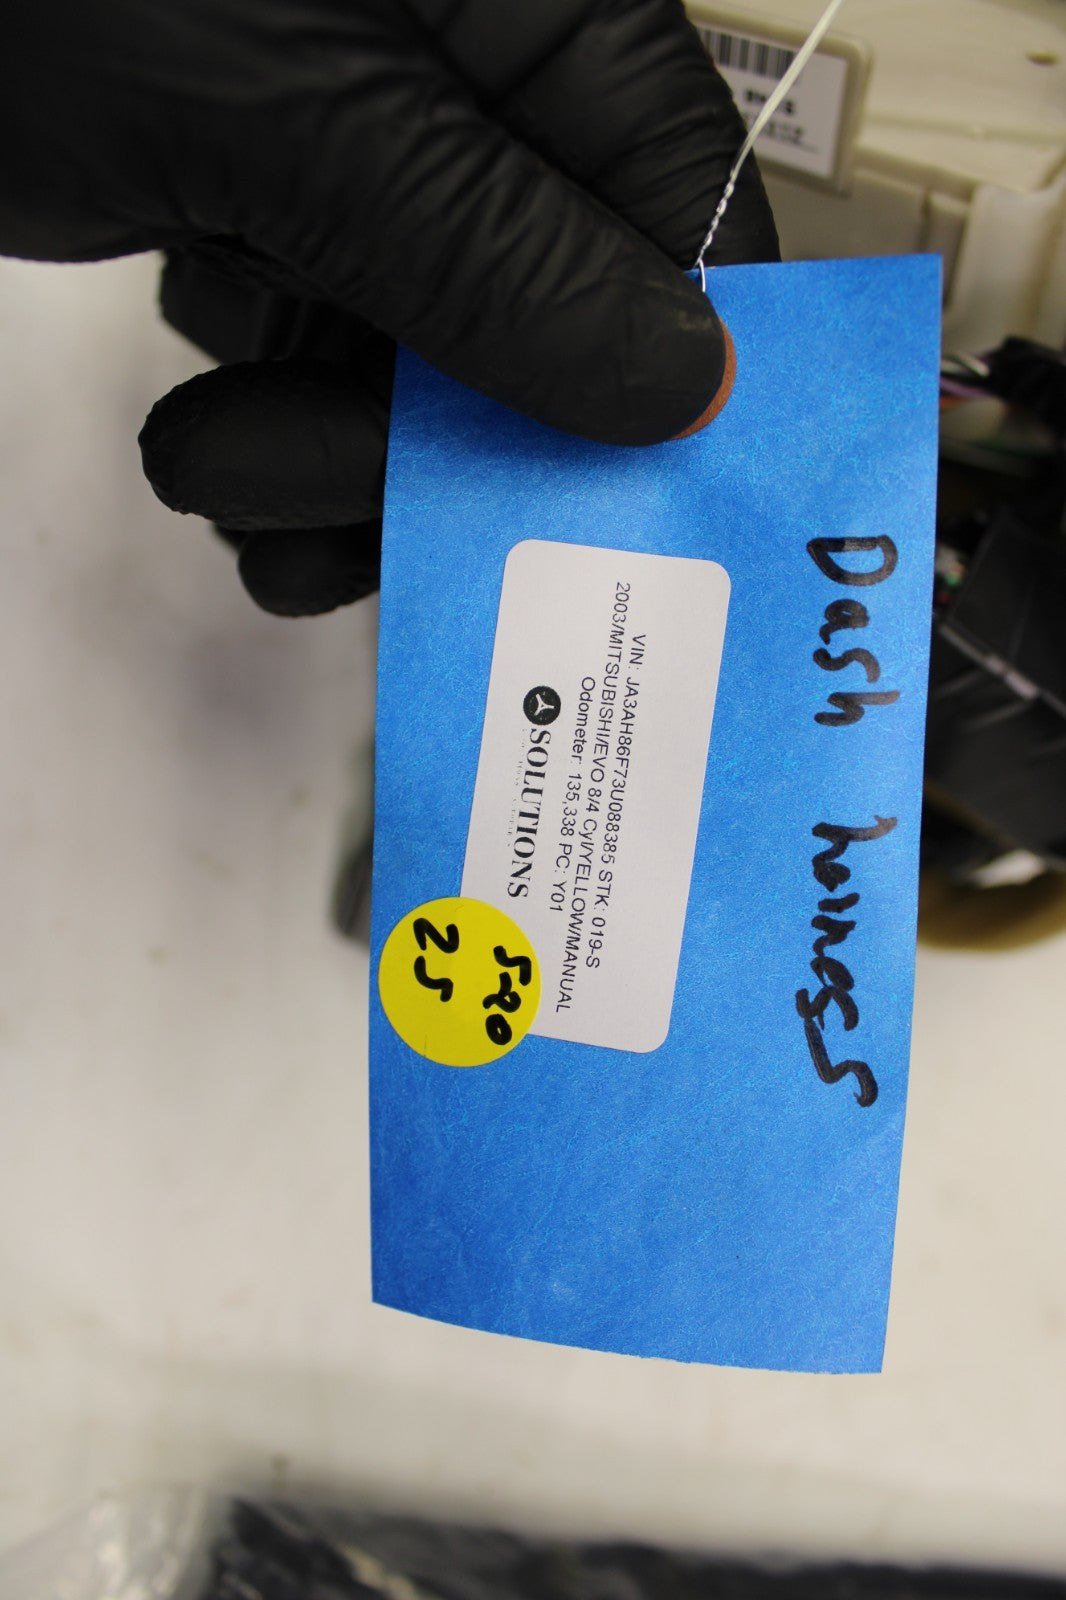 Dash harness
VIN: JA3AH86F73U088385 STK: 019-S
2003/MITSUBISHI/EVO 8/4 Cyl/YELLOW/MANUAL
Odometer: 135,338 PC: Y01
SOLUTIONS
590
25